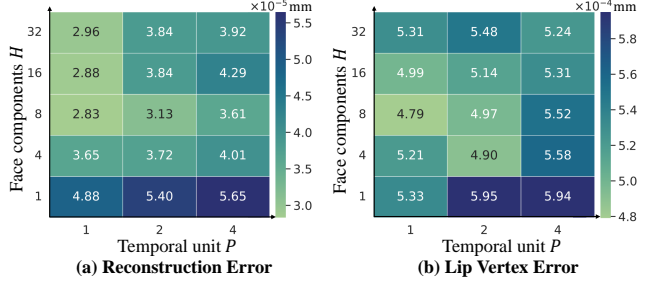 ×10⁻⁵ mm
32 2.96 3.84 3.92
16 2.88 3.84 4.29
8 2.83 3.13 3.61
4 3.65 3.72 4.01
1 4.88 5.40 5.65
1 2 4
Face components H
Temporal unit P
5.5
5.0
4.5
4.0
3.5
3.0
(a) Reconstruction Error
×10⁻⁴ mm
32 5.31 5.48 5.24
16 4.99 5.14 5.31
8 4.79 4.97 5.52
4 5.21 4.90 5.58
1 5.33 5.95 5.94
1 2 4
Face components H
Temporal unit P
5.8
5.6
5.4
5.2
5.0
4.8
(b) Lip Vertex Error